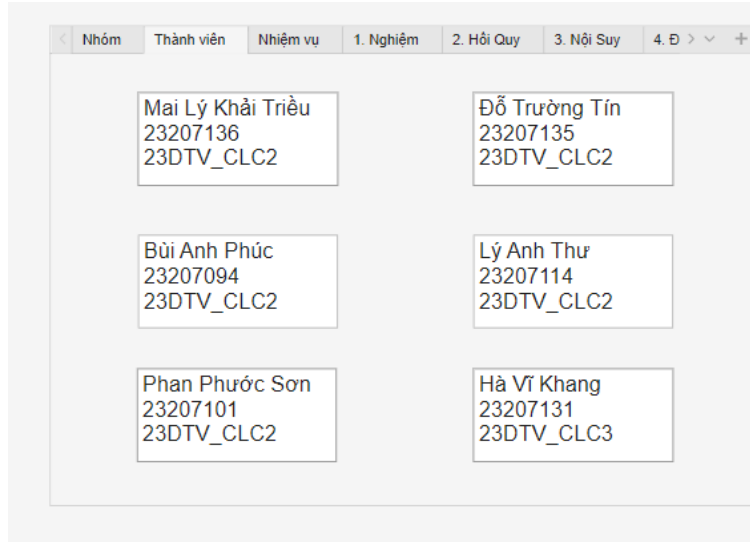 Nhóm Thành viên Nhiệm vụ 1. Nghiệm 2. Hồi Quy 3. Nội Suy 4. Đ
Mai Lý Khải Triều
23207136
23DTV_CLC2
Đỗ Trường Tín
23207135
23DTV_CLC2
Bùi Anh Phúc
23207094
23DTV_CLC2
Lý Anh Thư
23207114
23DTV_CLC2
Phan Phước Sơn
23207101
23DTV_CLC2
Hà Vĩ Khang
23207131
23DTV_CLC3